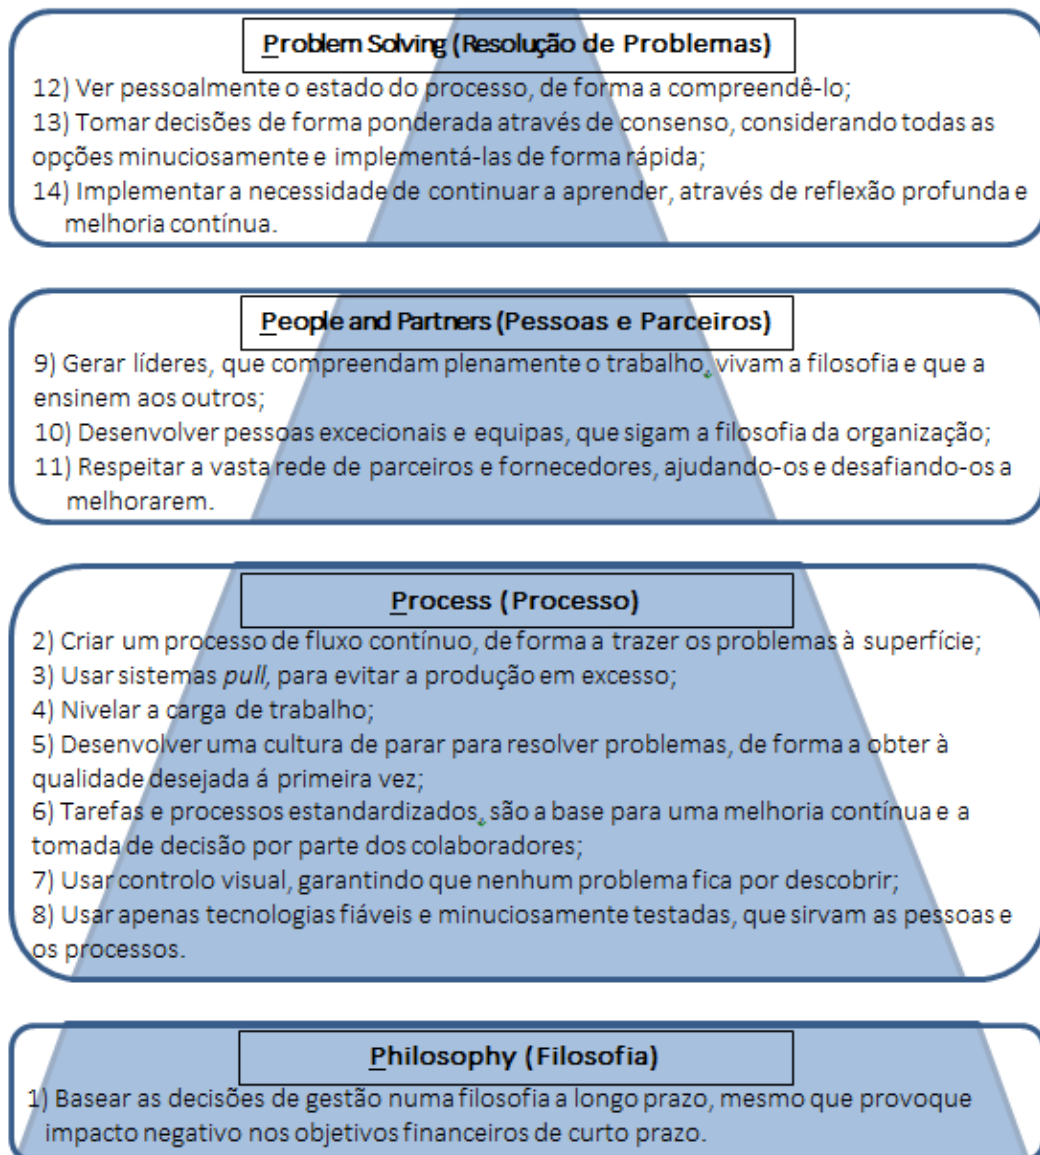 Problem Solving (Resolução de Problemas)
12) Ver pessoalmente o estado do processo, de forma a compreendê-lo;
13) Tomar decisões de forma ponderada através de consenso, considerando todas as
opções minuciosamente e implementá-las de forma rápida;
14) Implementar a necessidade de continuar a aprender, através de reflexão profunda e
melhoria contínua.
People and Partners (Pessoas e Parceiros)
9) Gerar líderes, que compreendam plenamente o trabalho, vivam a filosofia e que a
ensinem aos outros;
10) Desenvolver pessoas excecionais e equipas, que sigam a filosofia da organização;
11) Respeitar a vasta rede de parceiros e fornecedores, ajudando-os e desafiando-os a
melhorarem.
Process (Processo)
2) Criar um processo de fluxo contínuo, de forma a trazer os problemas à superfície;
3) Usar sistemas pull, para evitar a produção em excesso;
4) Nivelar a carga de trabalho;
5) Desenvolver uma cultura de parar para resolver problemas, de forma a obter à
qualidade desejada á primeira vez;
6) Tarefas e processos estandardizados, são a base para uma melhoria contínua e a
tomada de decisão por parte dos colaboradores;
7) Usar controlo visual, garantindo que nenhum problema fica por descobrir;
8) Usar apenas tecnologias fiáveis e minuciosamente testadas, que sirvam as pessoas e
os processos.
Philosophy (Filosofia)
1) Basear as decisões de gestão numa filosofia a longo prazo, mesmo que provoque
impacto negativo nos objetivos financeiros de curto prazo.